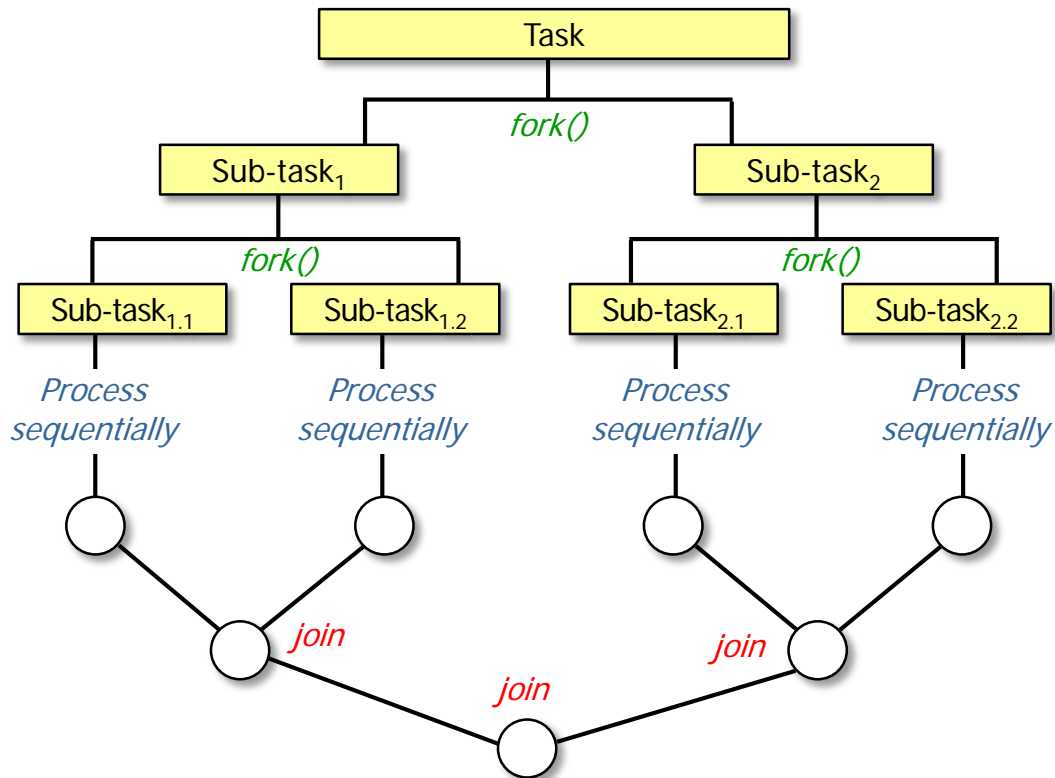 Task
fork()
Sub-task₁
Sub-task₂
fork()
fork()
Sub-task₁.₁
Sub-task₁.₂
Sub-task₂.₁
Sub-task₂.₂
Process
sequentially
Process
sequentially
Process
sequentially
Process
sequentially
join
join
join